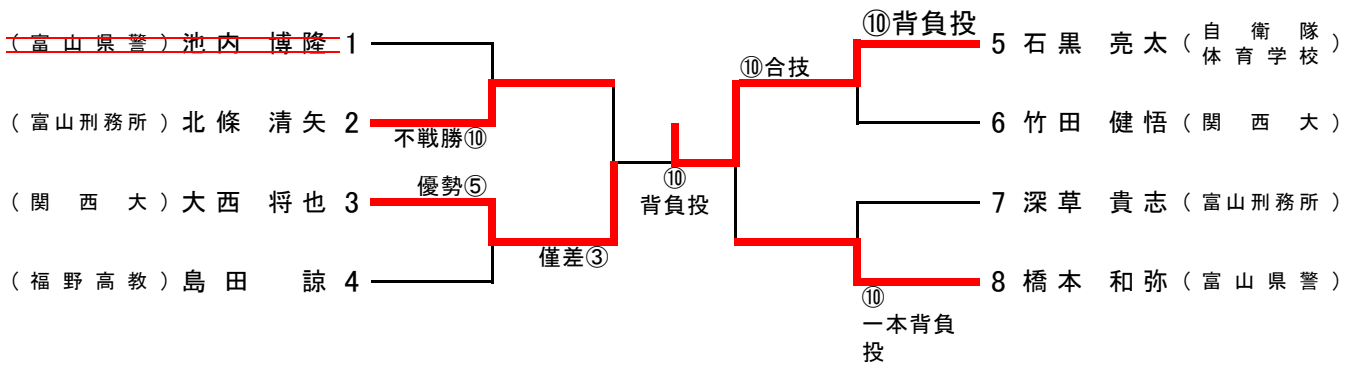 （富山県警）池内 博隆 1
（富山刑務所）北條 清矢 2
不戦勝⑩
優勢⑤
（関西大）大西 将也 3
僅差③
（福野高教）島田 諒 4
⑩
背負投
⑩背負投
5 石黒 亮太（自衛隊
体育学校）
⑩合技
6 竹田 健悟（関西大）
7 深草 貴志（富山刑務所）
8 橋本 和弥（富山県警）
⑩
一本背負
投